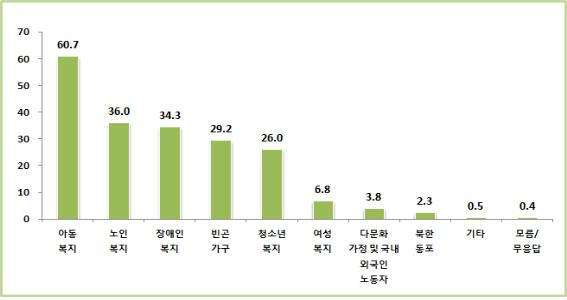 70
60
50
40
30
20
10
0
60.7
36.0
34.3
29.2
26.0
6.8
3.8
2.3
0.5
0.4
아동
복지
노인
복지
장애인
복지
빈곤
가구
청소년
복지
여성
복지
다문화
가정 및 국내
외국인
노동자
북한
동포
기타
모름/
무응답